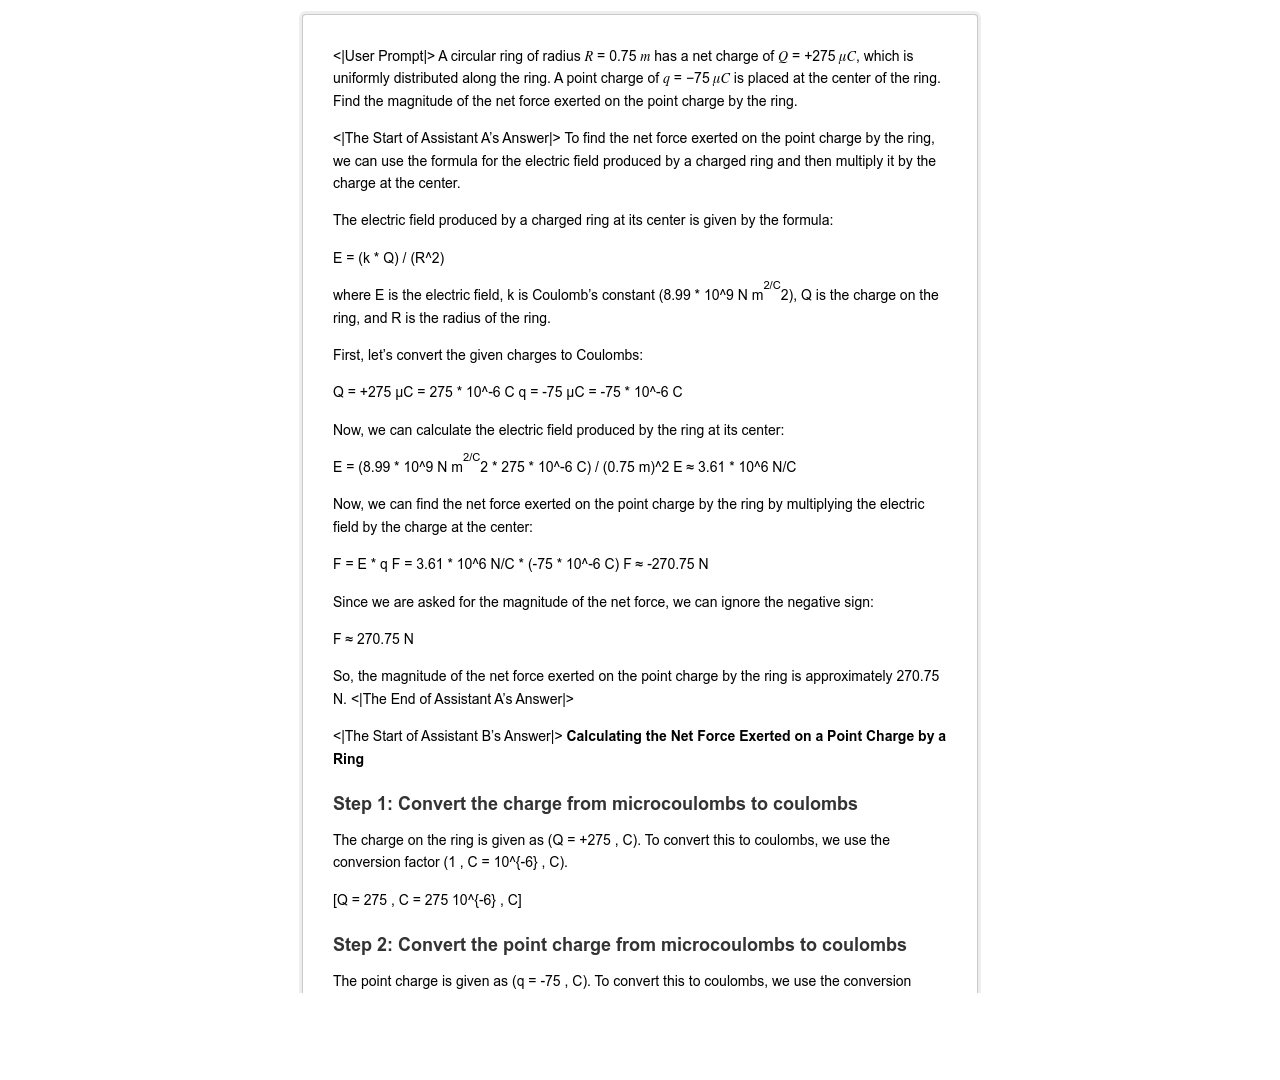 <|User Prompt|> A circular ring of radius R = 0.75 m has a net charge of Q = +275 μC, which is
uniformly distributed along the ring. A point charge of q = −75 μC is placed at the center of the ring.
Find the magnitude of the net force exerted on the point charge by the ring.
<|The Start of Assistant A’s Answer|> To find the net force exerted on the point charge by the ring,
we can use the formula for the electric field produced by a charged ring and then multiply it by the
charge at the center.
The electric field produced by a charged ring at its center is given by the formula:
E = (k * Q) / (R^2)
where E is the electric field, k is Coulomb’s constant (8.99 * 10^9 N m2/C2), Q is the charge on the
ring, and R is the radius of the ring.
First, let’s convert the given charges to Coulombs:
Q = +275 μC = 275 * 10^-6 C q = -75 μC = -75 * 10^-6 C
Now, we can calculate the electric field produced by the ring at its center:
E = (8.99 * 10^9 N m2/C2 * 275 * 10^-6 C) / (0.75 m)^2 E ≈ 3.61 * 10^6 N/C
Now, we can find the net force exerted on the point charge by the ring by multiplying the electric
field by the charge at the center:
F = E * q F = 3.61 * 10^6 N/C * (-75 * 10^-6 C) F ≈ -270.75 N
Since we are asked for the magnitude of the net force, we can ignore the negative sign:
F ≈ 270.75 N
So, the magnitude of the net force exerted on the point charge by the ring is approximately 270.75
N. <|The End of Assistant A’s Answer|>
<|The Start of Assistant B’s Answer|> Calculating the Net Force Exerted on a Point Charge by a
Ring
Step 1: Convert the charge from microcoulombs to coulombs
The charge on the ring is given as (Q = +275 , C). To convert this to coulombs, we use the
conversion factor (1 , C = 10^{-6} , C).
[Q = 275 , C = 275 10^{-6} , C]
Step 2: Convert the point charge from microcoulombs to coulombs
The point charge is given as (q = -75 , C). To convert this to coulombs, we use the conversion